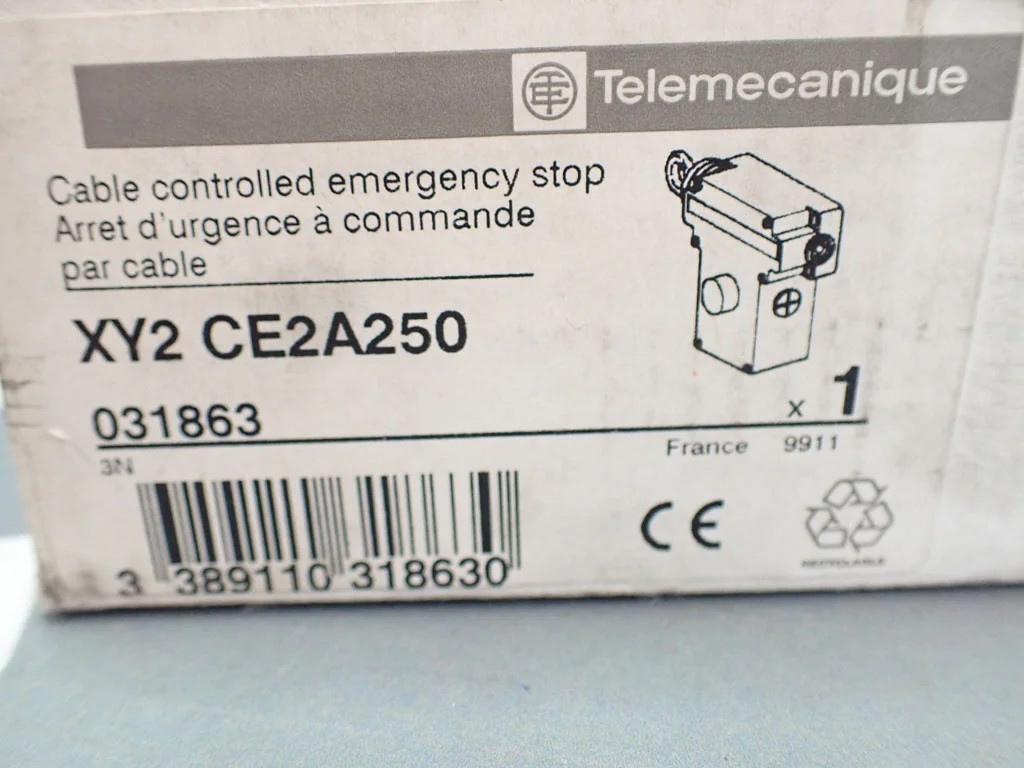 Telemecanique
Cable controlled emergency stop
Arret d'urgence à commande
par cable
XY2 CE2A250
031863
x 1
3N
France 9911
CE
RECYCLABLE
3 389110 318630